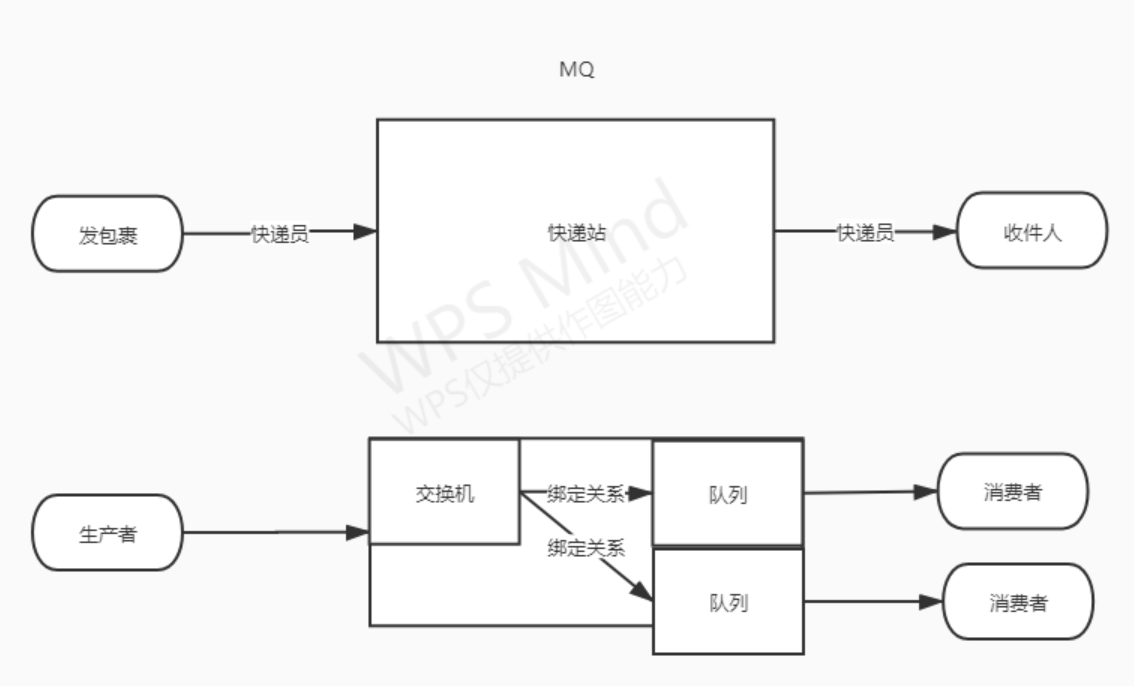 MQ
发包裹
快递员
快递站
快递员
收件人
WPS Mind
WPS仅提供作图能力
交换机
绑定关系
队列
消费者
生产者
绑定关系
队列
消费者